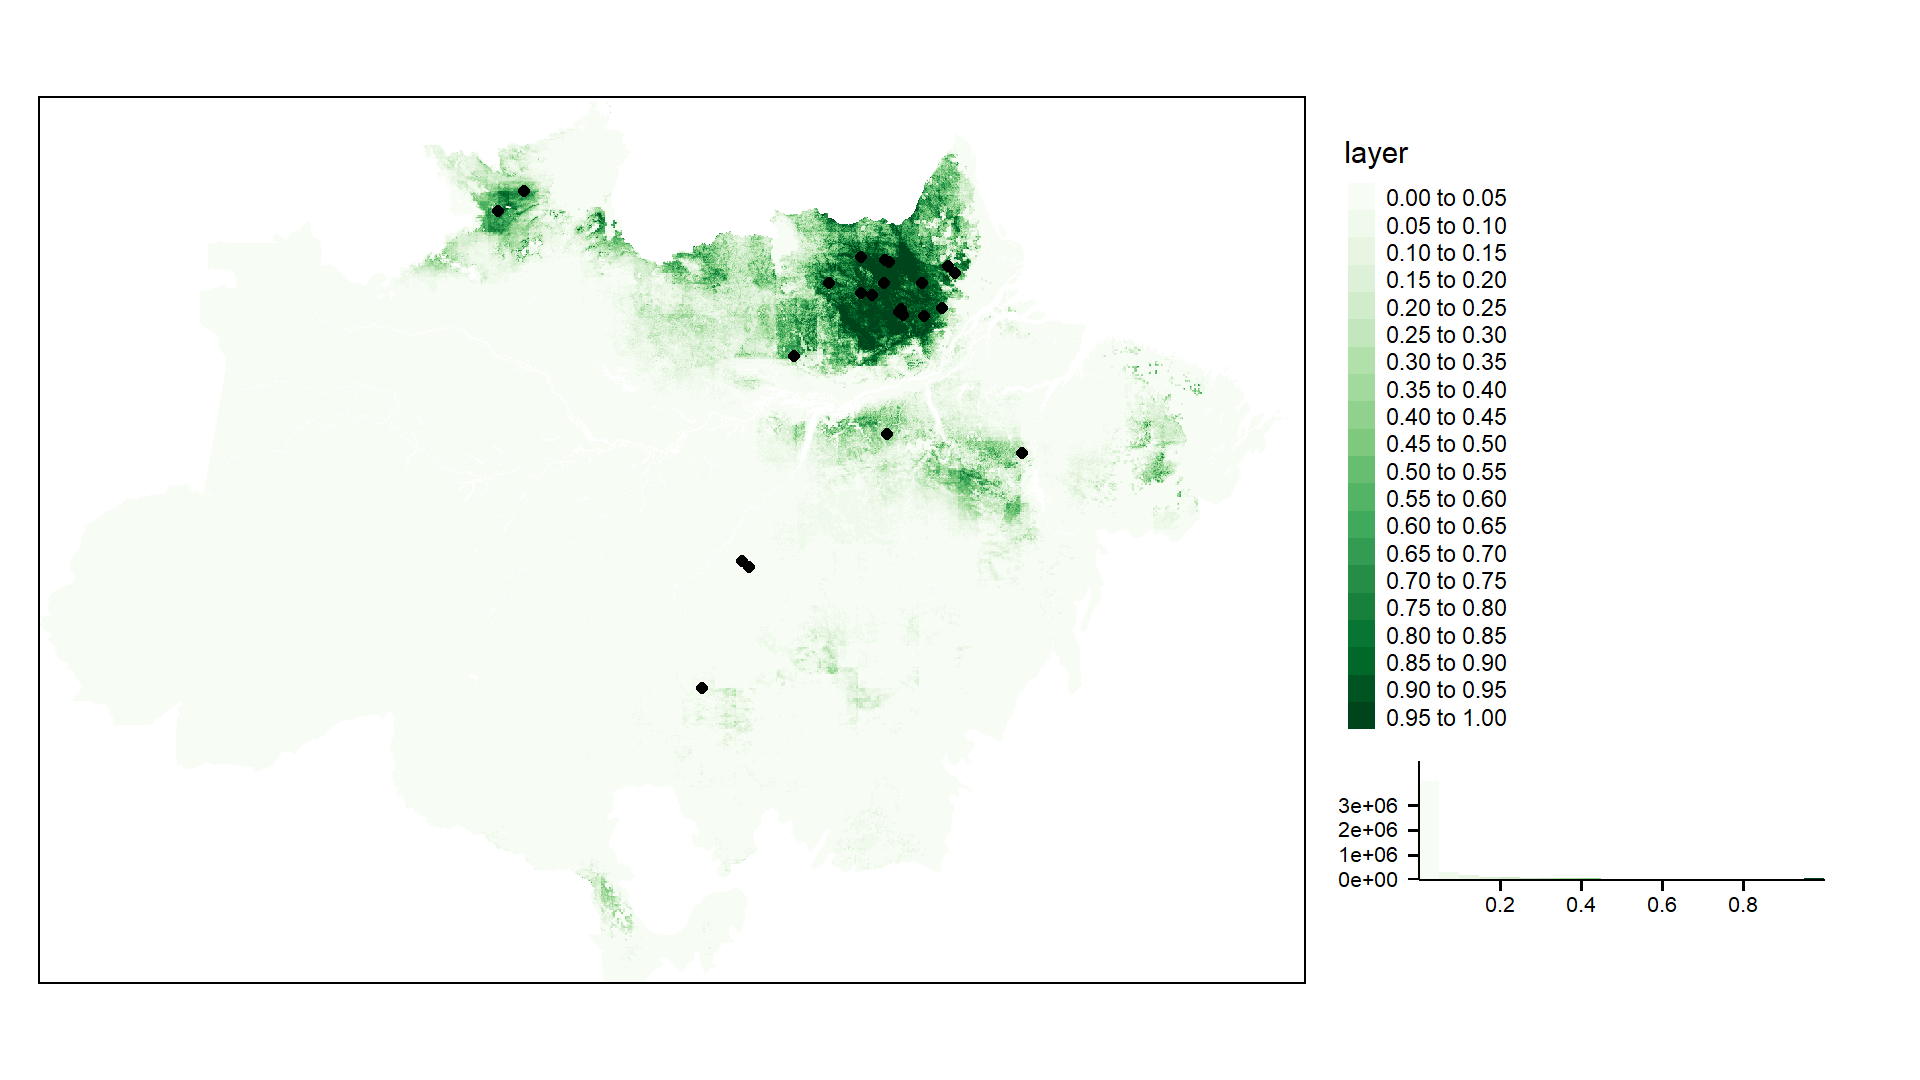 layer
0.00 to 0.05
0.05 to 0.10
0.10 to 0.15
0.15 to 0.20
0.20 to 0.25
0.25 to 0.30
0.30 to 0.35
0.35 to 0.40
0.40 to 0.45
0.45 to 0.50
0.50 to 0.55
0.55 to 0.60
0.60 to 0.65
0.65 to 0.70
0.70 to 0.75
0.75 to 0.80
0.80 to 0.85
0.85 to 0.90
0.90 to 0.95
0.95 to 1.00
3e+06
2e+06
1e+06
0e+00
0.2 0.4 0.6 0.8